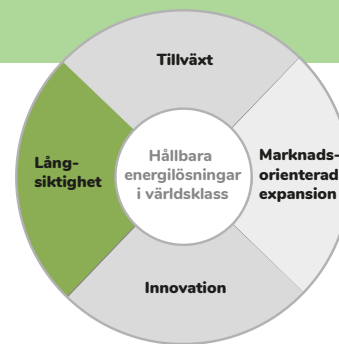 Tillväxt
Lång-
siktighet
Hållbara
energilösningar
i världsklass
Marknads-
orienterad
expansion
Innovation